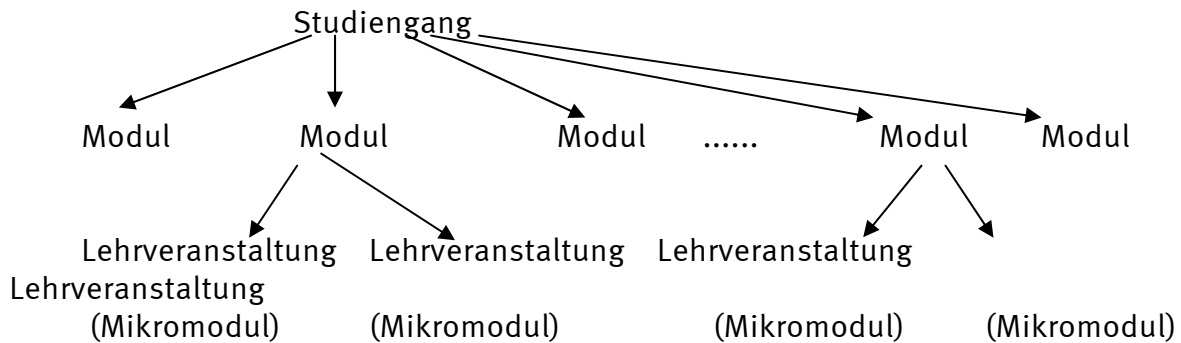 Studiengang
Modul Modul Modul ...... Modul Modul
Lehrveranstaltung Lehrveranstaltung Lehrveranstaltung
Lehrveranstaltung
(Mikromodul) (Mikromodul) (Mikromodul) (Mikromodul)